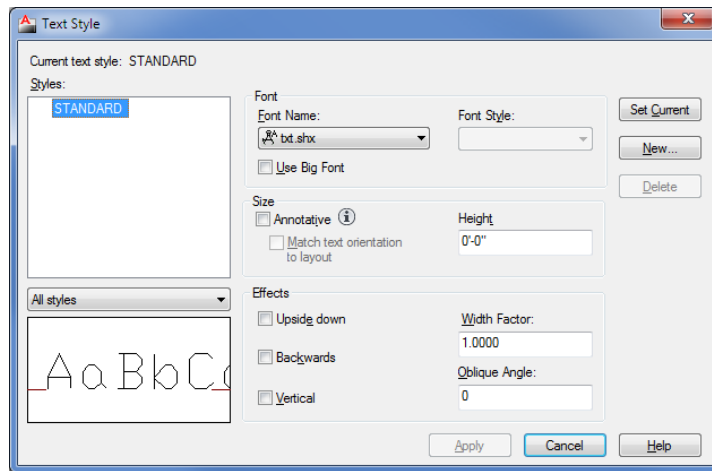 Text Style
Current text style: STANDARD
Styles:
STANDARD
Font
Font Name:
txt.shx
Use Big Font
Font Style:
Size
Annotative
Match text orientation
to layout
Height
0'-0"
All styles
AaBbCc
Effects
Upside down
Backwards
Vertical
Width Factor:
1.0000
Oblique Angle:
0
Set Current
New...
Delete
Apply
Cancel
Help